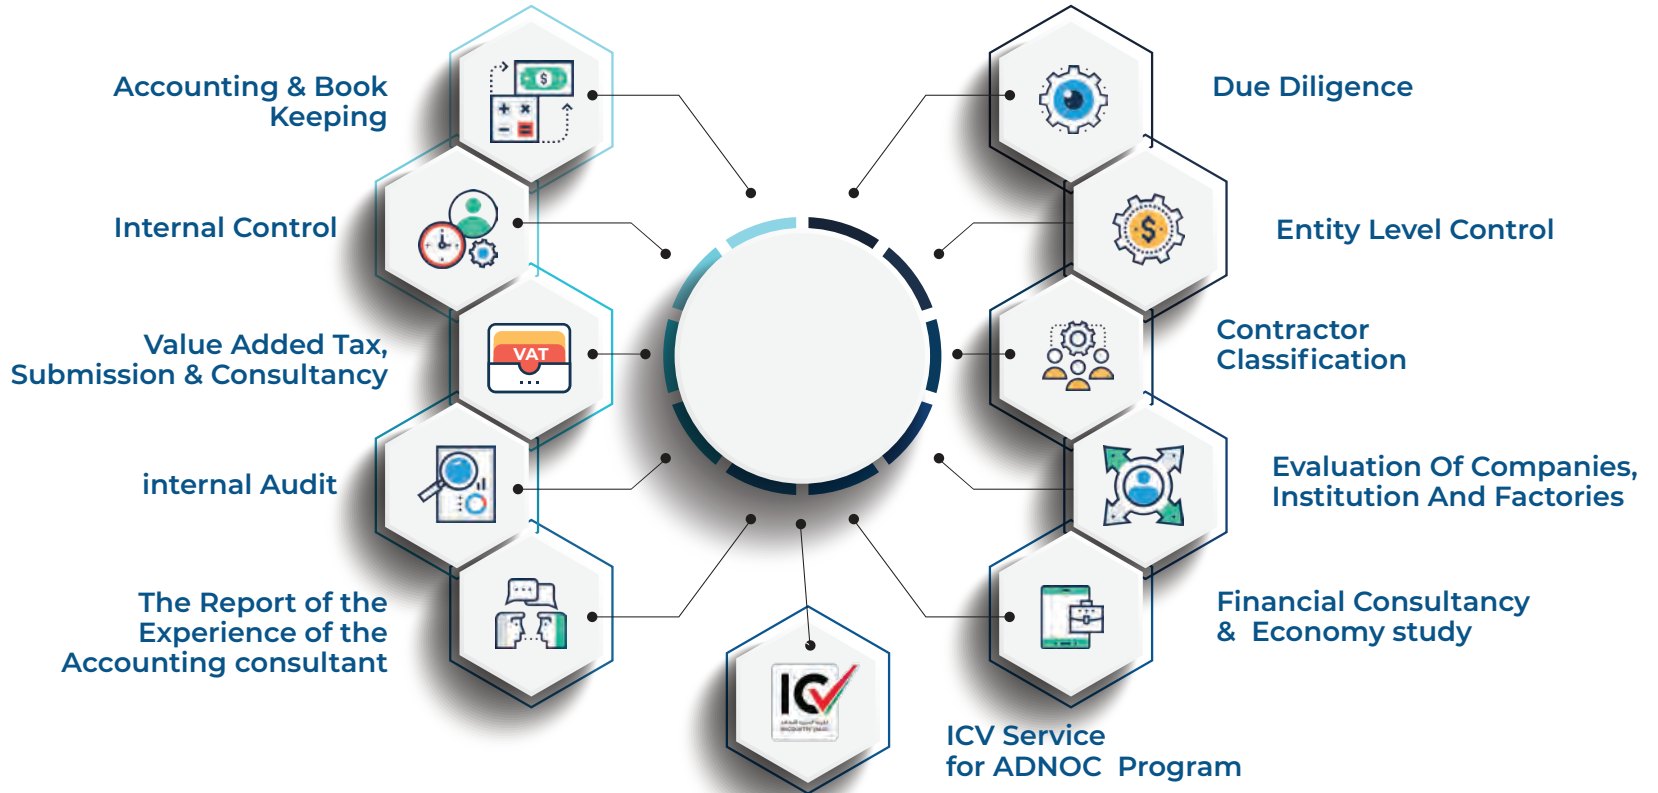 Accounting & Book
Keeping
Internal Control
Value Added Tax,
Submission & Consultancy
VAT
internal Audit
The Report of the
Experience of the
Accounting consultant
Due Diligence
Entity Level Control
Contractor
Classification
Evaluation Of Companies,
Institution And Factories
Financial Consultancy
& Economy study
ICV
ICV Service
for ADNOC Program